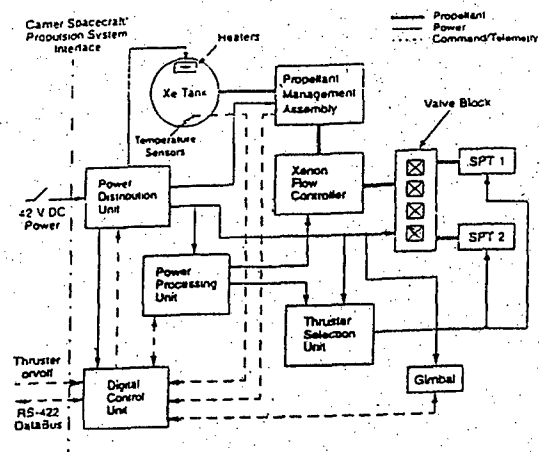 Carrier Spacecraft/
Propulsion System
Interface
Propellant
Power
Command/Telemetry
Heaters
Xe Tank
Propellant
Management
Assembly
Valve Block
Temperature
Sensors
SPT 1
Xenon
Flow
Controller
Power
Distribution
Unit
42 V DC
Power
SPT 2
Power
Processing
Unit
Thruster
Selection
Unit
Thruster
on/off
Digital
Control
Unit
Gimbal
RS-422
DataBus